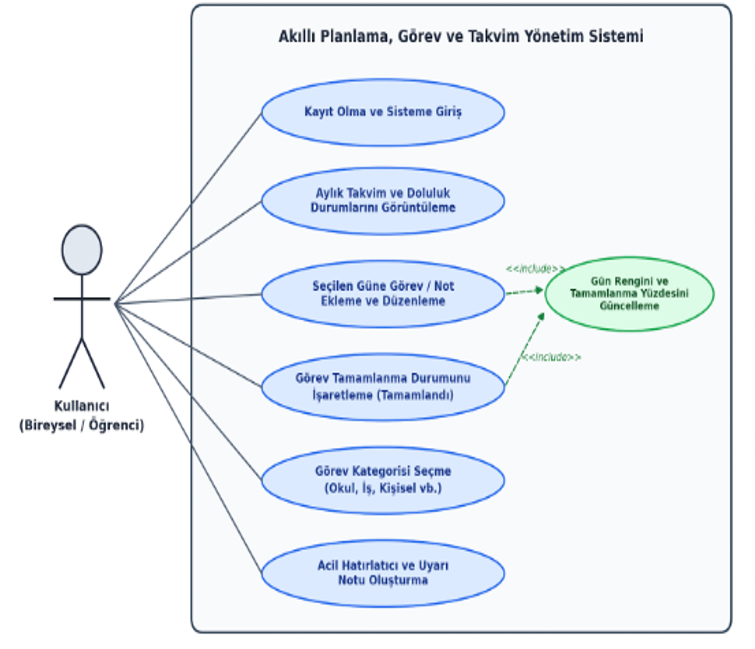 Akıllı Planlama, Görev ve Takvim Yönetim Sistemi
Kayıt Olma ve Sisteme Giriş
Aylık Takvim ve Doluluk
Durumlarını Görüntüleme
Seçilen Güne Görev / Not
Ekleme ve Düzenleme
<<include>>
Gün Rengini ve
Tamamlanma Yüzdesini
Güncelleme
Görev Tamamlanma Durumunu
İşaretleme (Tamamlandı)
<<include>>
Kullanıcı
(Bireysel / Öğrenci)
Görev Kategorisi Seçme
(Okul, İş, Kişisel vb.)
Acil Hatırlatıcı ve Uyarı
Notu Oluşturma